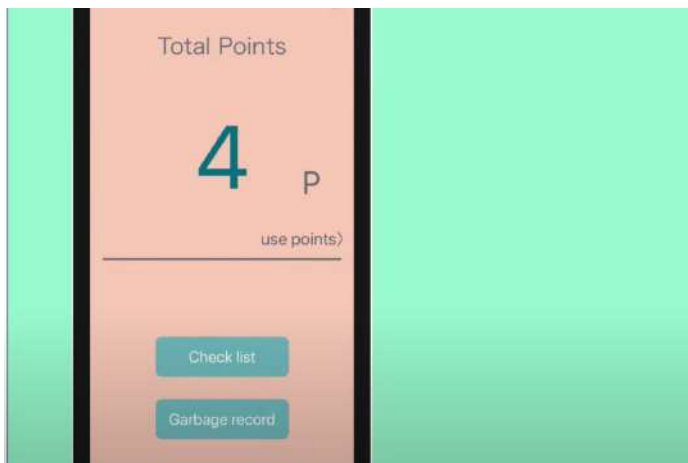 Total Points
4 P
use points〉
Check list
Garbage record